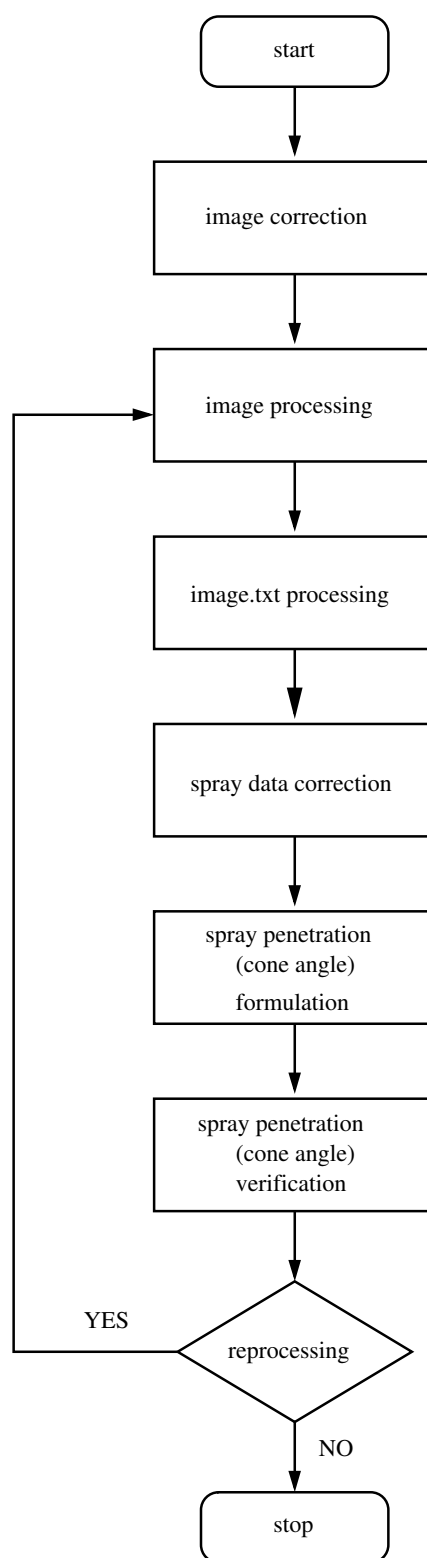 start
image correction
image processing
image.txt processing
spray data correction
spray penetration
(cone angle)
formulation
spray penetration
(cone angle)
verification
YES
reprocessing
NO
stop